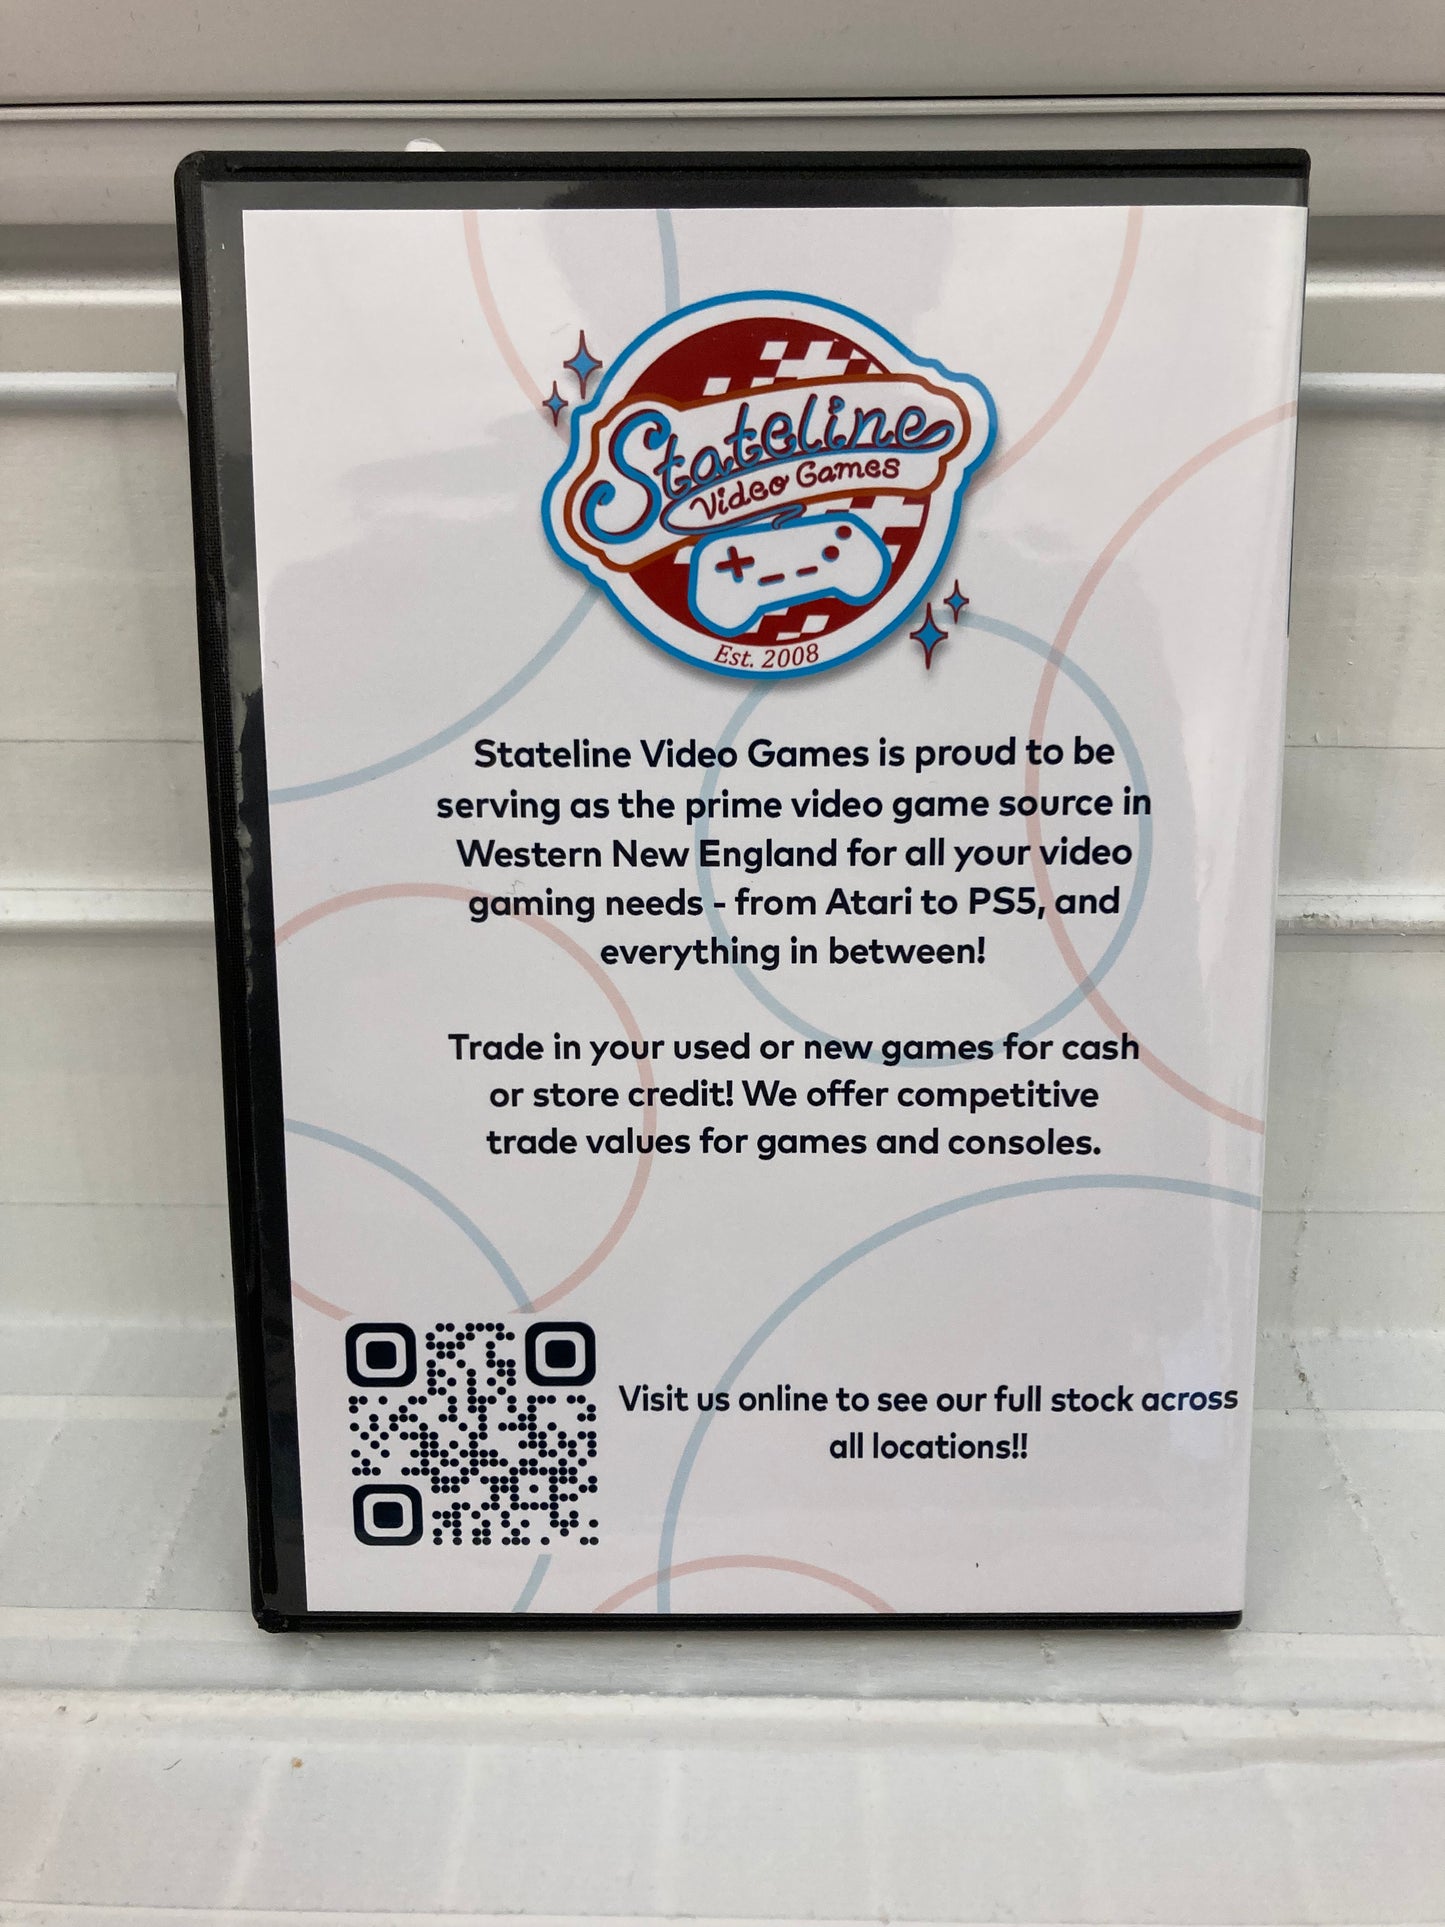 Stateline
Video Games
Est. 2008
Stateline Video Games is proud to be
serving as the prime video game source in
Western New England for all your video
gaming needs - from Atari to PS5, and
everything in between!
Trade in your used or new games for cash
or store credit! We offer competitive
trade values for games and consoles.
Visit us online to see our full stock across
all locations!!